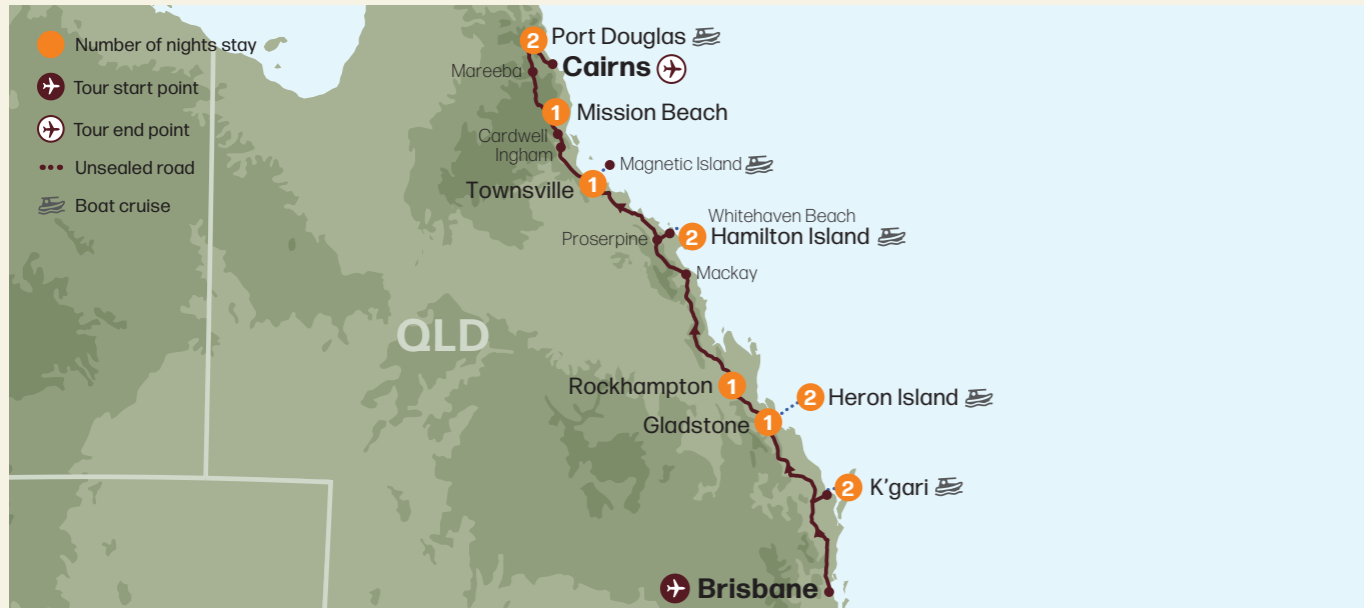 Number of nights stay
Tour start point
Tour end point
Unsealed road
Boat cruise
2 Port Douglas
Cairns
Mareeba
1 Mission Beach
Cardwell
Ingham
Magnetic Island
Townsville 1
Whitehaven Beach
2 Hamilton Island
Proserpine
Mackay
QLD
Rockhampton 1
2 Heron Island
Gladstone 1
2 K’gari
Brisbane